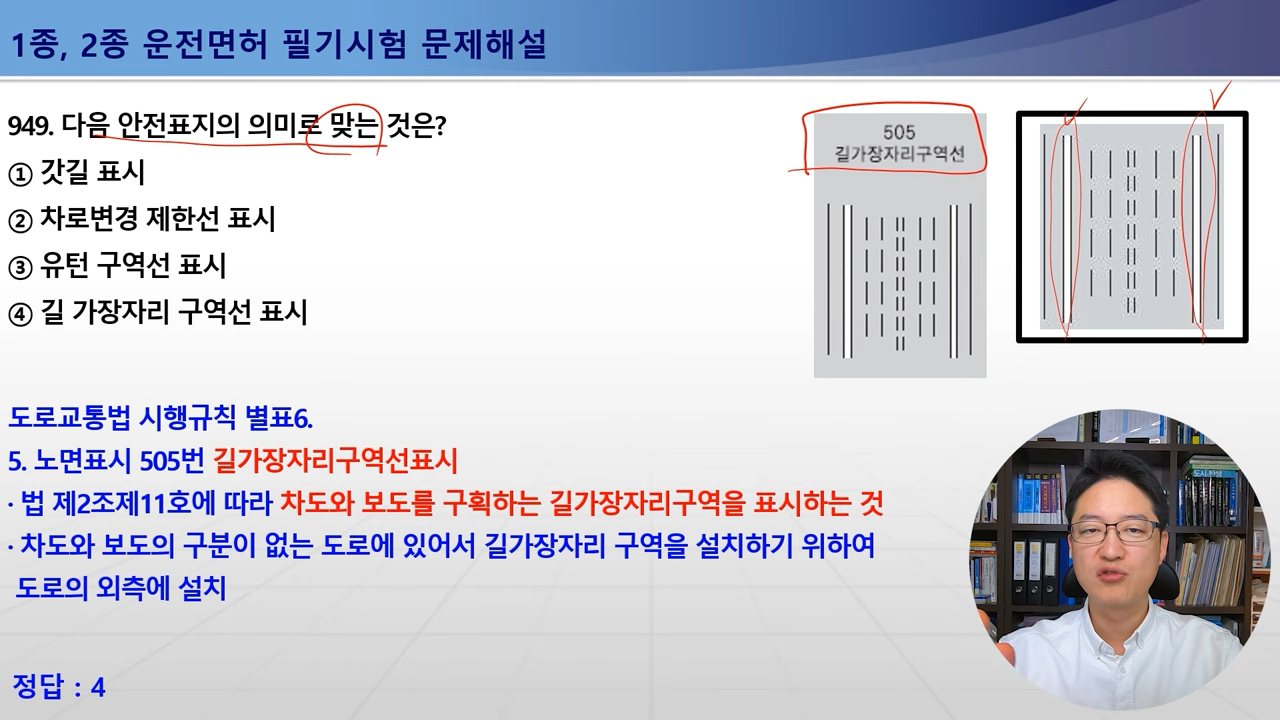 1종, 2종 운전면허 필기시험 문제해설
949. 다음 안전표지의 의미로 맞는 것은?
① 갓길 표시
② 차로변경 제한선 표시
③ 유턴 구역선 표시
④ 길 가장자리 구역선 표시
505
길가장자리구역선
도로교통법 시행규칙 별표6.
5. 노면표시 505번 길가장자리구역선표시
· 법 제2조제11호에 따라 차도와 보도를 구획하는 길가장자리구역을 표시하는 것
· 차도와 보도의 구분이 없는 도로에 있어서 길가장자리 구역을 설치하기 위하여
도로의 외측에 설치
정답 : 4